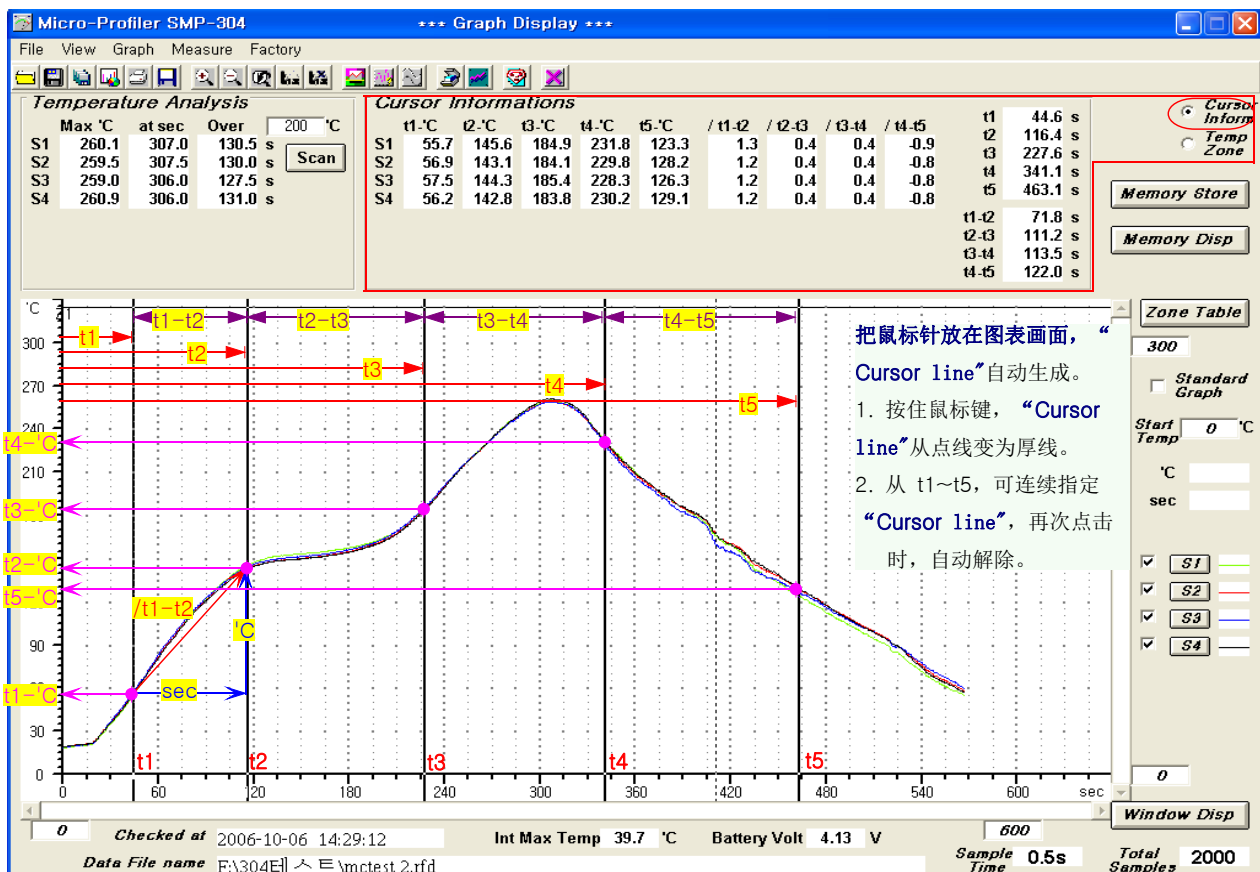 Micro-Profiler SMP-304 *** Graph Display ***
File View Graph Measure Factory
Temperature Analysis
Max 'C at sec Over 200 'C
S1 260.1 307.0 130.5 s
S2 259.5 307.5 130.0 s
S3 259.0 306.0 127.5 s
S4 260.9 306.0 131.0 s
Scan
Cursor Informations
t1-'C t2-'C t3-'C t4-'C t5-'C / t1-t2 / t2-t3 / t3-t4 / t4-t5
S1 55.7 145.6 184.9 231.8 123.3 1.3 0.4 0.4 -0.9
S2 56.9 143.1 184.1 229.8 128.2 1.2 0.4 0.4 -0.8
S3 57.5 144.3 185.4 228.3 126.3 1.2 0.4 0.4 -0.8
S4 56.2 142.8 183.8 230.2 129.1 1.2 0.4 0.4 -0.8
t1 44.6 s
t2 116.4 s
t3 227.6 s
t4 341.1 s
t5 463.1 s
t1-t2 71.8 s
t2-t3 111.2 s
t3-t4 113.5 s
t4-t5 122.0 s
Cursor
Inform
Temp
Zone
Memory Store
Memory Disp
'C
t1-t2 t2-t3 t3-t4 t4-t5
t1
t2
t3
t4
t5
300
270
240
t4-'C
210
t3-'C
t2-'C
t5-'C
/t1-t2
'C
90
t1-'C
sec
30
0
t1 t2 t3 t4 t5
0 60 120 180 240 300 360 420 480 540 600 sec
把鼠标针放在图表画面，“
Cursor line”自动生成。
1. 按住鼠标键，“Cursor
line”从点线变为厚线。
2. 从 t1~t5，可连续指定
“Cursor line”，再次点击
时，自动解除。
Zone Table
300
Standard
Graph
Start
Temp 0 'C
'C
sec
S1
S2
S3
S4
0
Window Disp
0 600
Checked at 2006-10-06 14:29:12 Int Max Temp 39.7 'C Battery Volt 4.13 V
Data File name F:\304테스트\mctest 2.rfd
Sample
Time 0.5s
Total
Samples 2000